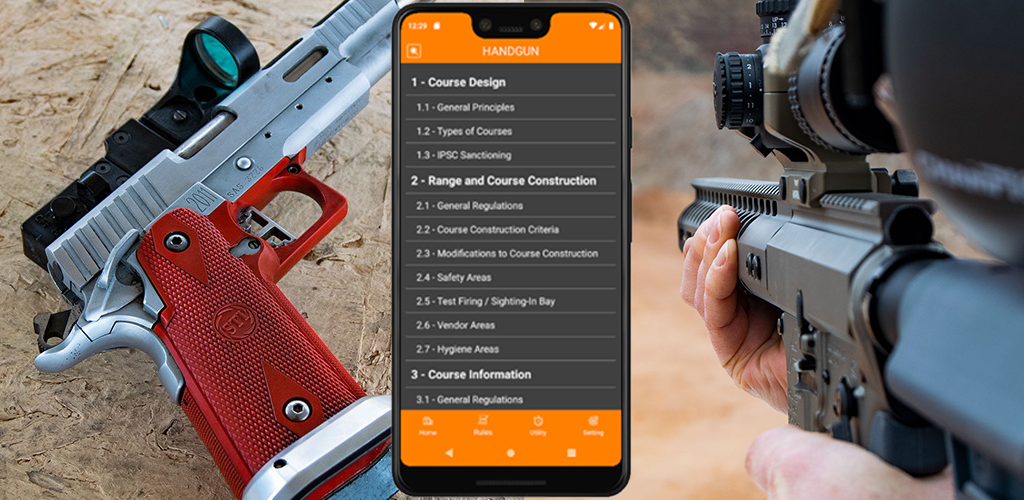 12:29
HANDGUN
1 - Course Design
1.1 - General Principles
1.2 - Types of Courses
1.3 - IPSC Sanctioning
2 - Range and Course Construction
2.1 - General Regulations
2.2 - Course Construction Criteria
2.3 - Modifications to Course Construction
2.4 - Safety Areas
2.5 - Test Firing / Sighting-In Bay
2.6 - Vendor Areas
2.7 - Hygiene Areas
3 - Course Information
3.1 - General Regulations
Home
Rules
Utility
Setting
2011